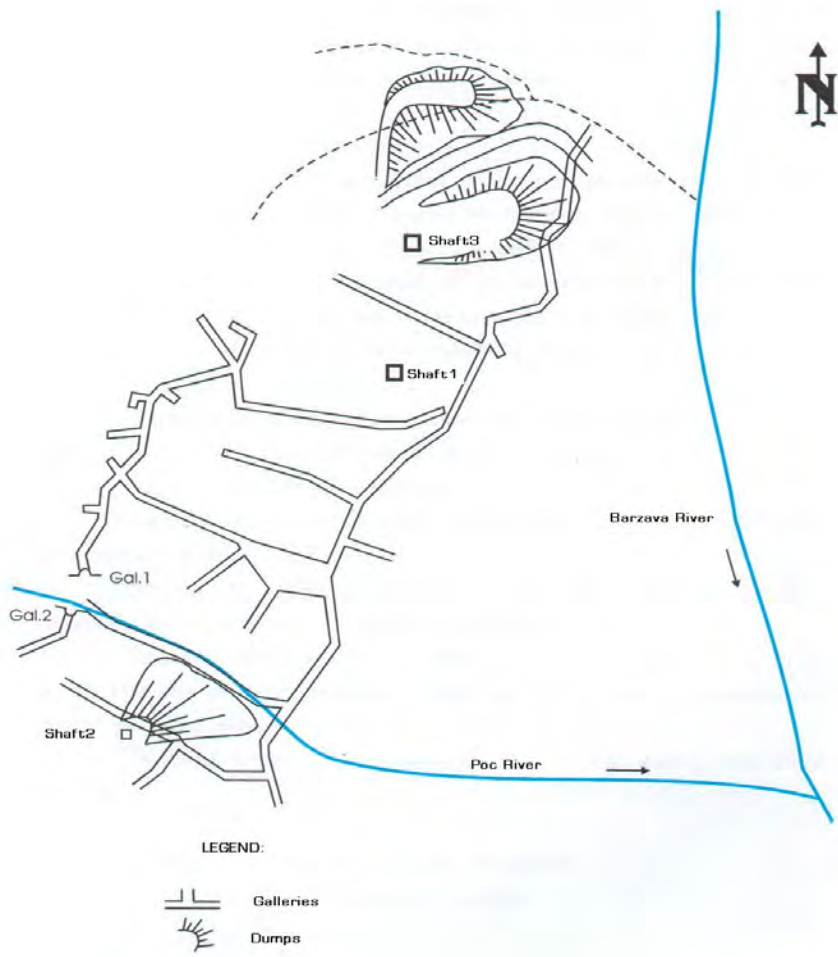 N
Shaft3
Shaft1
Barzava River
Gal.1
Gal.2
Shaft2
Poc River
LEGEND:
Galleries
Dumps